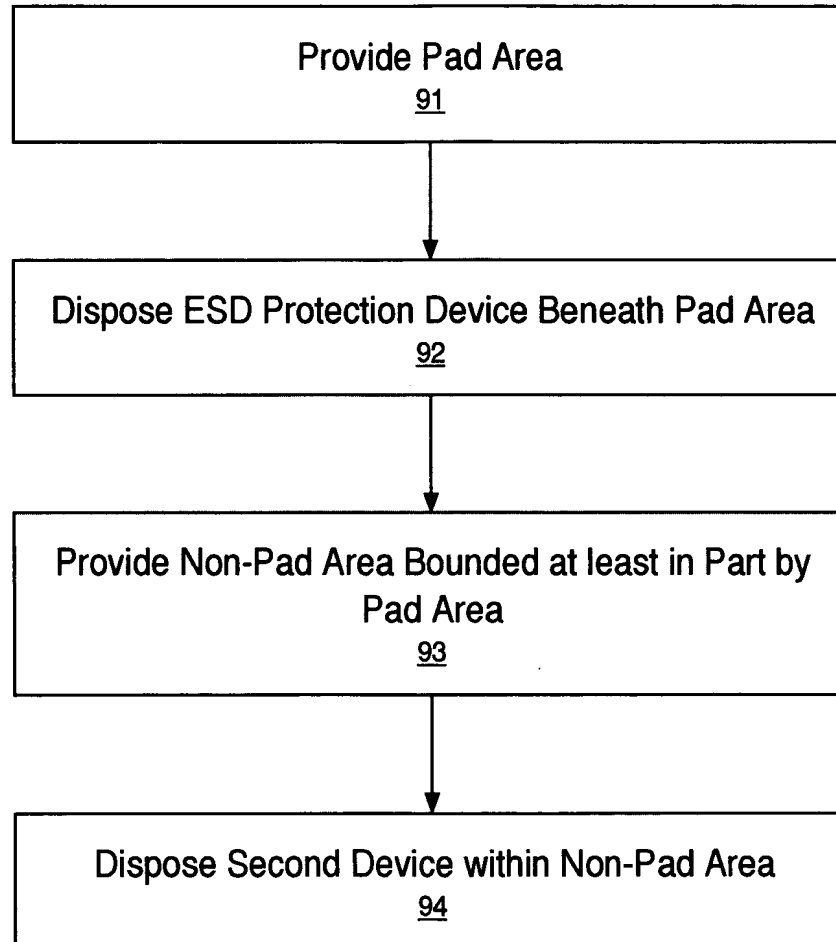 Provide Pad Area
91
Dispose ESD Protection Device Beneath Pad Area
92
Provide Non-Pad Area Bounded at least in Part by
Pad Area
93
Dispose Second Device within Non-Pad Area
94